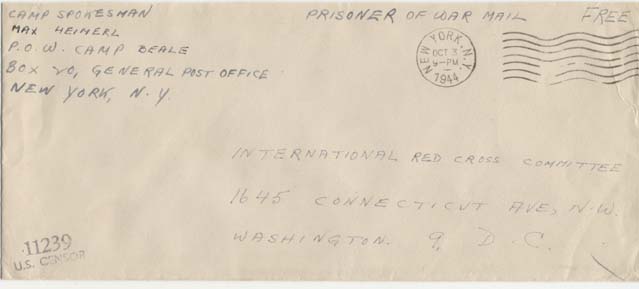 CAMP SPOKESMAN
MAX HEIMERL
P.O.W. CAMP BEALE
BOX 20, GENERAL POST OFFICE
NEW YORK, N.Y.
PRISONER OF WAR MAIL
FREE
NEW YORK, N.Y.
OCT 3
9-PM
1944
INTERNATIONAL RED CROSS COMMITTEE
1645 CONNECTICUT AVE, N.W.
WASHINGTON. 9, D.C.
11239
U.S. CENSOR